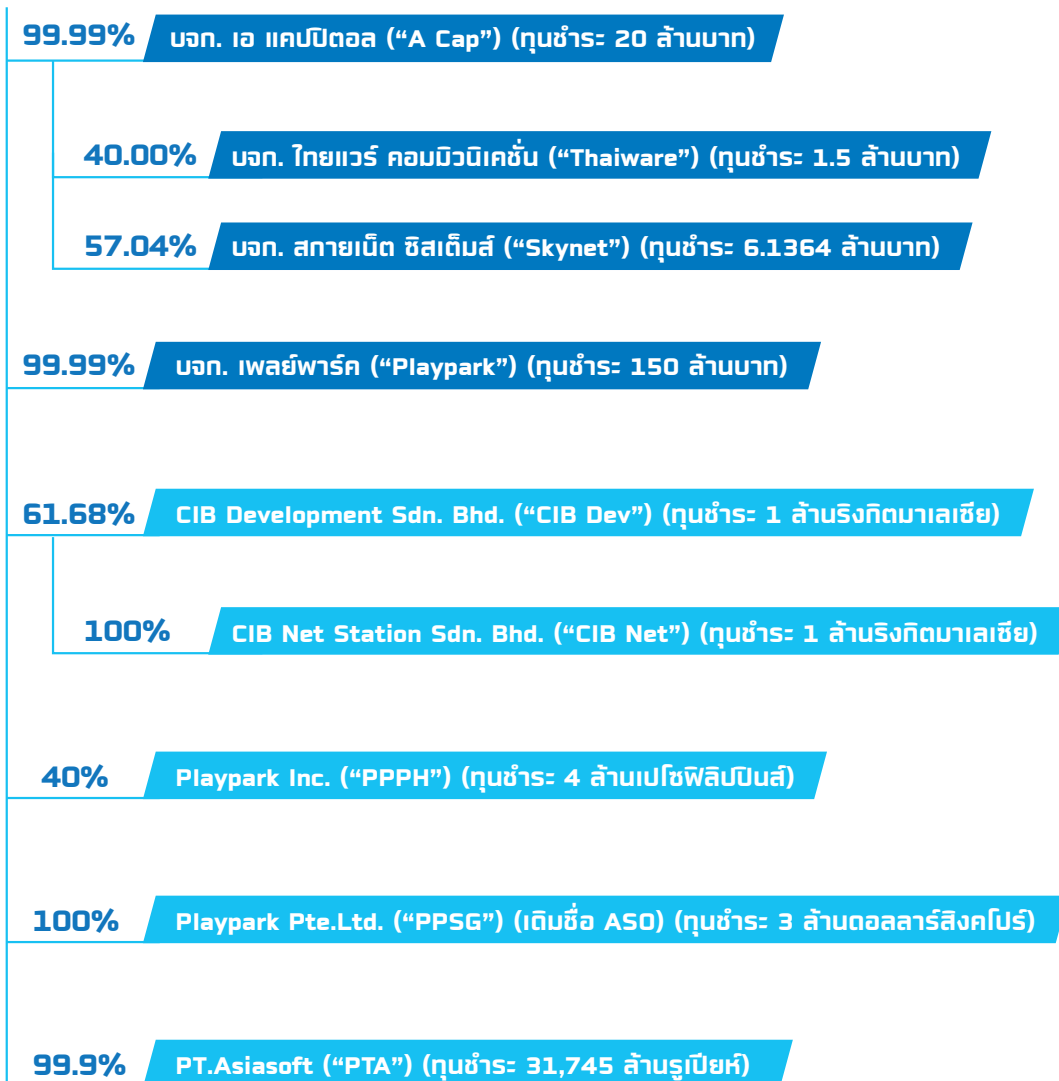 99.99% บจก. เอ แคปปิตอล (“A Cap”) (ทุนชำระ 20 ล้านบาท)
40.00% บจก. ไทยแวร์ คอมมิวนิเคชั่น (“Thaiware”) (ทุนชำระ 1.5 ล้านบาท)
57.04% บจก. สกายเน็ต ซิสเต็มส์ (“Skynet”) (ทุนชำระ 6.1364 ล้านบาท)
99.99% บจก. เพลย์พาร์ค (“Playpark”) (ทุนชำระ 150 ล้านบาท)
61.68% CIB Development Sdn. Bhd. (“CIB Dev”) (ทุนชำระ 1 ล้านริงกิตมาเลเซีย)
100% CIB Net Station Sdn. Bhd. (“CIB Net”) (ทุนชำระ 1 ล้านริงกิตมาเลเซีย)
40% Playpark Inc. (“PPPH”) (ทุนชำระ 4 ล้านเปโซฟิลิปปินส์)
100% Playpark Pte.Ltd. (“PPSG”) (เดิมชื่อ ASO) (ทุนชำระ 3 ล้านดอลลาร์สิงคโปร์)
99.9% PT.Asiasoft (“PTA”) (ทุนชำระ 31,745 ล้านรูเปียห์)